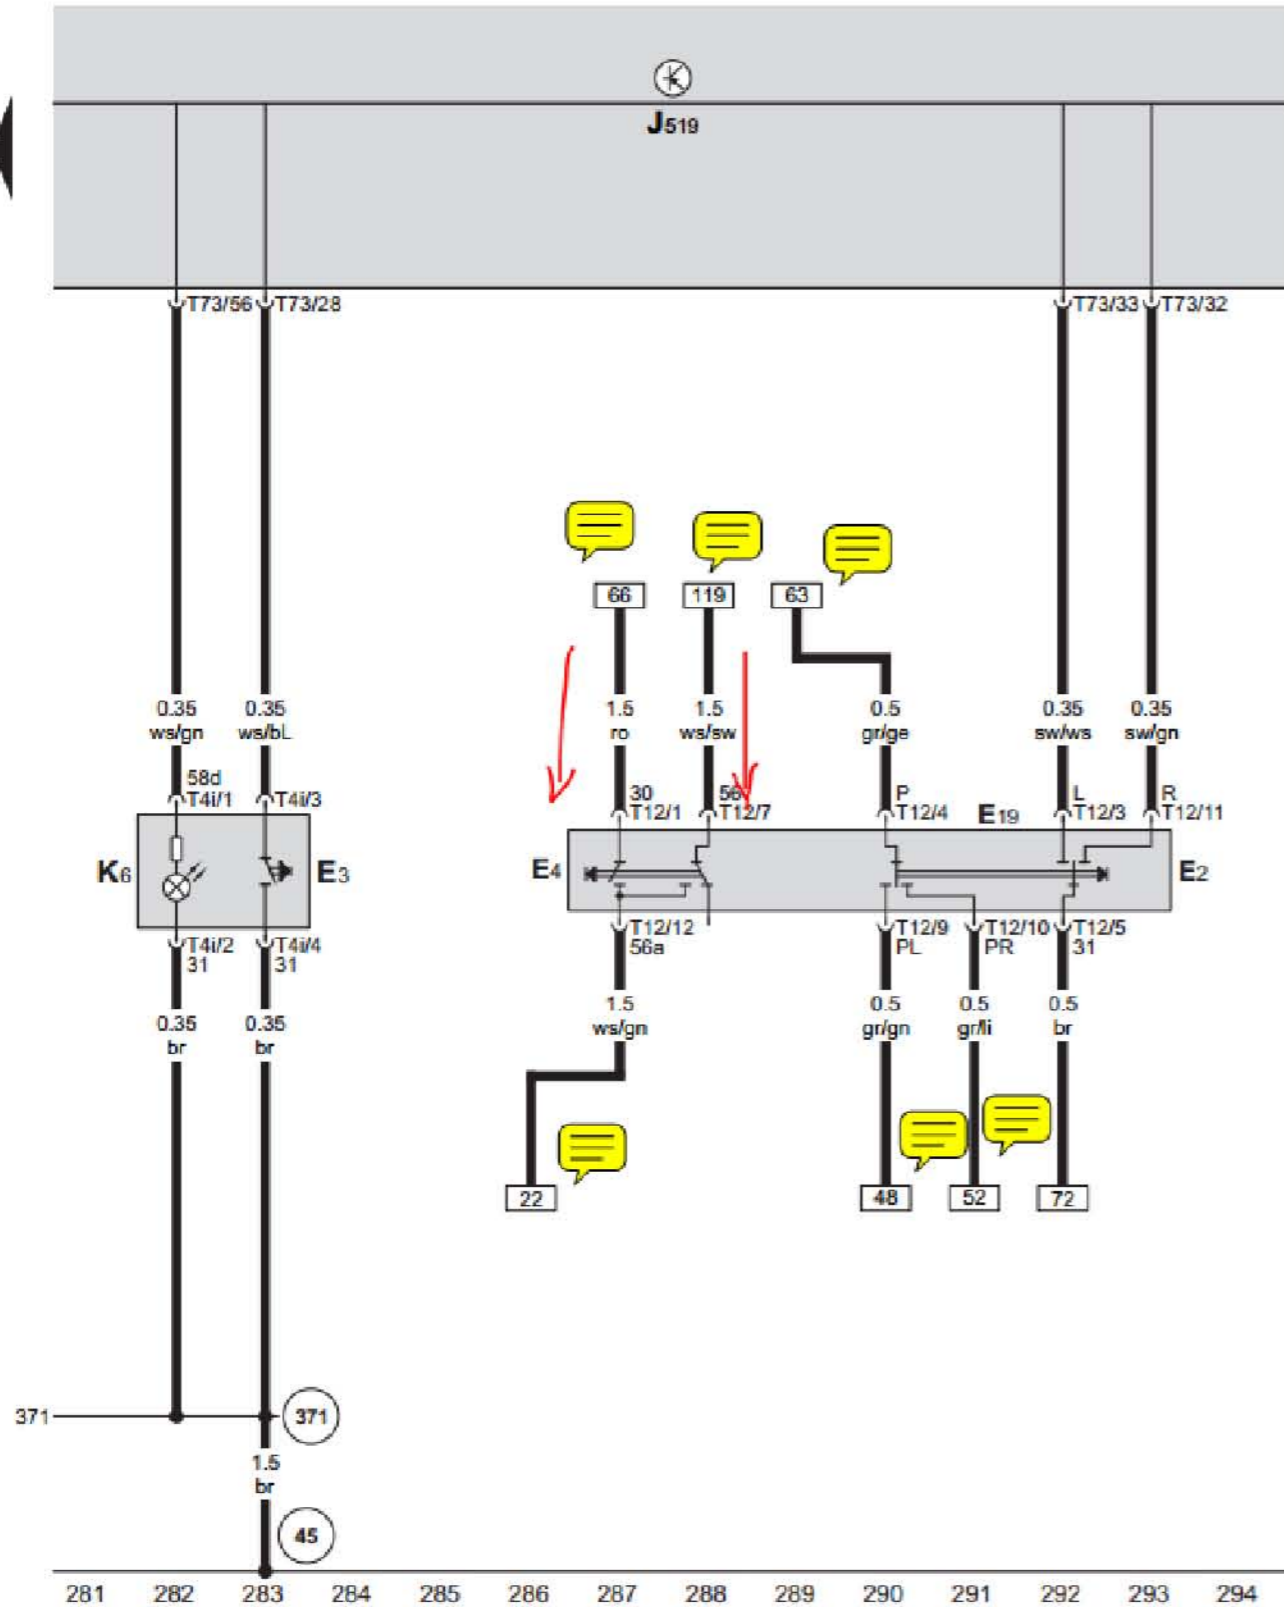 J519
T73/56 T73/28 T73/33 T73/32
66 119 63
0.35 0.35 1.5 1.5 0.5 0.35 0.35
ws/gn ws/bL ro ws/sw gr/ge sw/ws sw/gn
58d 30 56 P L R
T4i/1 T4i/3 T12/1 T12/7 T12/4 E19 T12/3 T12/11
K6 E3 E4 E2
T4i/2 T4i/4 T12/12 T12/9 T12/10 T12/5
31 31 56a PL PR 31
0.35 0.35 1.5 0.5 0.5 0.5
br br ws/gn gr/gn gr/li br
22 48 52 72
371 371
1.5
br
45
281 282 283 284 285 286 287 288 289 290 291 292 293 294